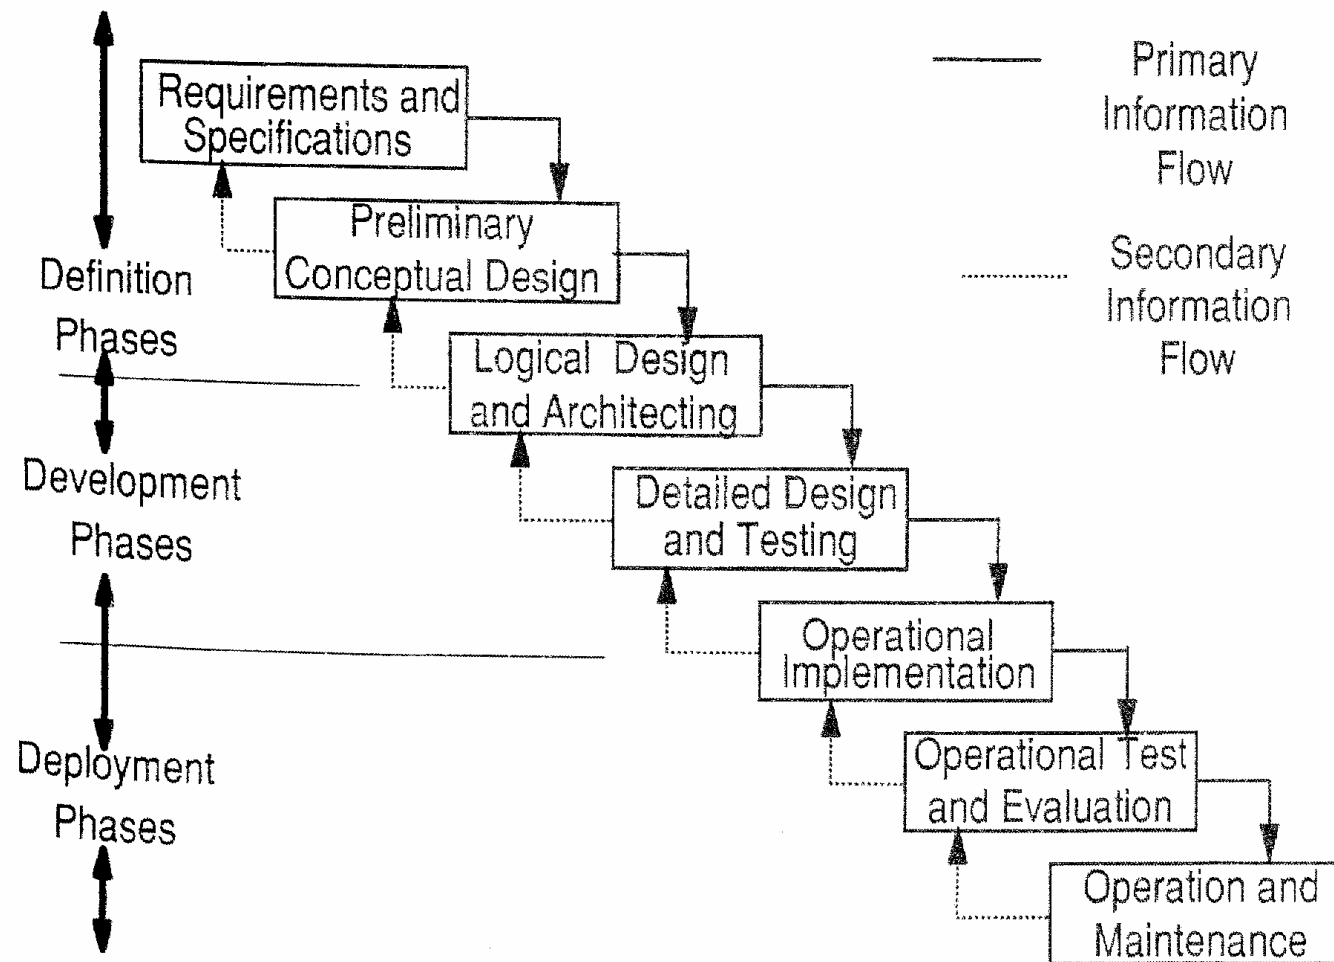 Requirements and
Specifications
Preliminary
Conceptual Design
Logical Design
and Architecting
Detailed Design
and Testing
Operational
Implementation
Operational Test
and Evaluation
Operation and
Maintenance
Definition
Phases
Development
Phases
Deployment
Phases
Primary
Information
Flow
Secondary
Information
Flow